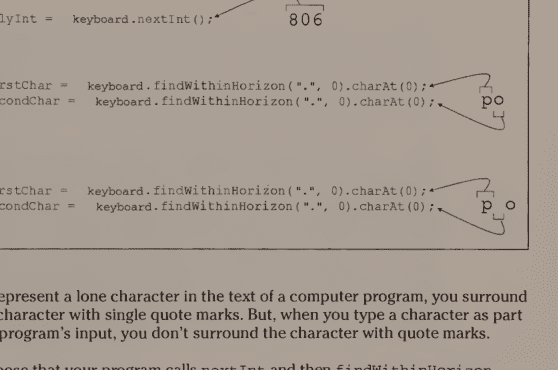 lyInt = keyboard.nextInt();
806
rstChar = keyboard.findWithinHorizon(".", 0).charAt(0);
condChar = keyboard.findWithinHorizon(".", 0).charAt(0);
po
rstChar = keyboard.findWithinHorizon(".", 0).charAt(0);
condChar = keyboard.findWithinHorizon(".", 0).charAt(0);
p o
epresent a lone character in the text of a computer program, you surround
character with single quote marks. But, when you type a character as part
program's input, you don't surround the character with quote marks.
pose that your program calls nextInt and then findWithinHorizon